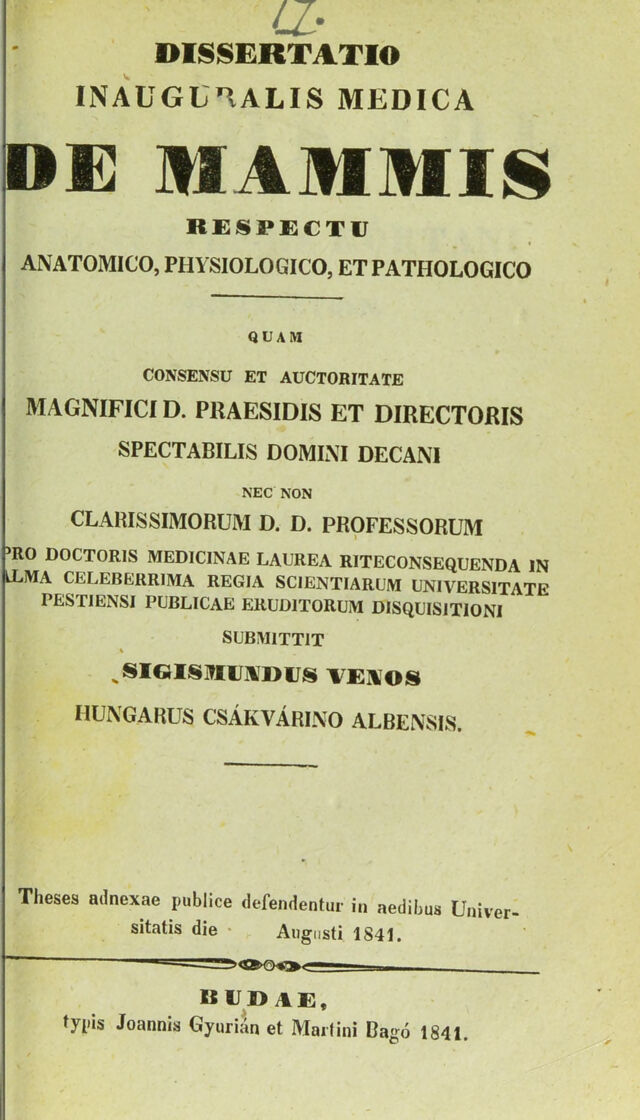 17.
DISSERTATIO
INAUGURALIS MEDICA
DE MAMMIS
RESPECTU
ANATOMICO, PHYSIOLOGICO, ET PATHOLOGICO
QUAM
CONSENSU ET AUCTORITATE
MAGNIFICI D. PRAESIDIS ET DIRECTORIS
SPECTABILIS DOMINI DECANI
NEC NON
CLARISSIMORUM D. D. PROFESSORUM
PRO DOCTORIS MEDICINAE LAUREA RITECONSEQUENDA IN
ALMA CELEBERRIMA REGIA SCIENTIARUM UNIVERSITATE
PESTIENSI PUBLICAE ERUDITORUM DISQUISITIONI
SUBMITTIT
SIGISMUNDUS VENOS
HUNGARUS CSÁKVÁRINO ALBENSIS.
Theses adnexae publice defendentur in aedibus Univer-
sitatis die Augusti 1841.
BUDAE,
typis Joannis Gyurián et Martini Bagó 1841.